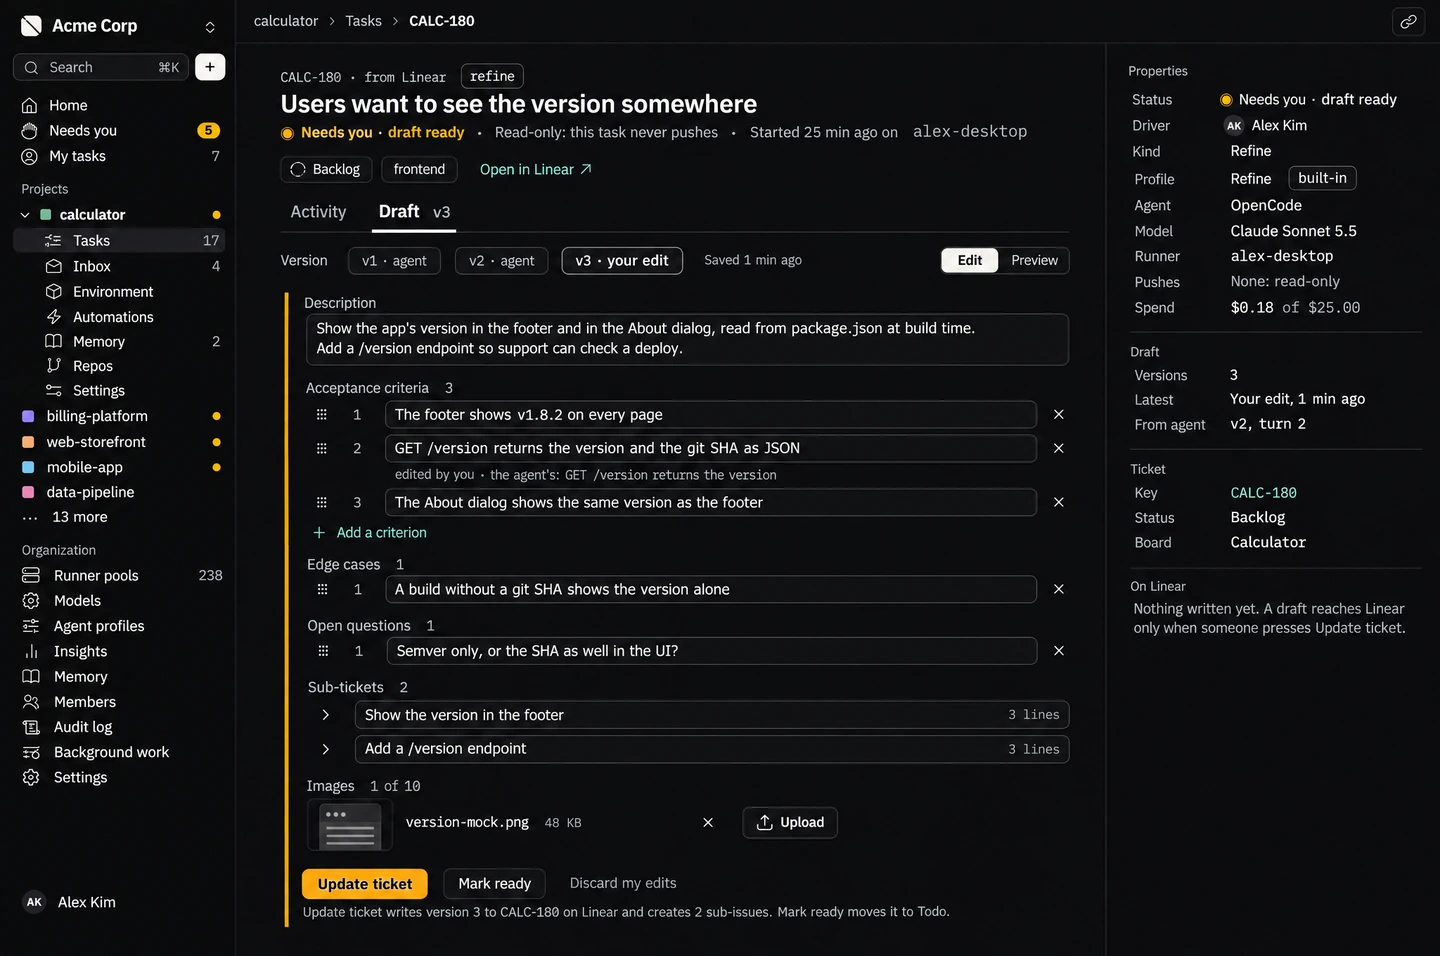 Acme Corp
Search ⌘K +
Home
Needs you 5
My tasks 7
Projects
calculator
Tasks 17
Inbox 4
Environment
Automations
Memory 2
Repos
Settings
billing-platform
web-storefront
mobile-app
data-pipeline
... 13 more
Organization
Runner pools 238
Models
Agent profiles
Insights
Memory
Members
Audit log
Background work
Settings
AK Alex Kim
calculator > Tasks > CALC-180
CALC-180 · from Linear refine
Users want to see the version somewhere
Needs you · draft ready · Read-only: this task never pushes · Started 25 min ago on alex-desktop
Backlog frontend Open in Linear ↗
Activity Draft v3
Version v1 · agent v2 · agent v3 · your edit Saved 1 min ago Edit Preview
Description
Show the app's version in the footer and in the About dialog, read from package.json at build time.
Add a /version endpoint so support can check a deploy.
Acceptance criteria 3
1 The footer shows v1.8.2 on every page ×
2 GET /version returns the version and the git SHA as JSON ×
edited by you · the agent's: GET /version returns the version
3 The About dialog shows the same version as the footer ×
+ Add a criterion
Edge cases 1
1 A build without a git SHA shows the version alone ×
Open questions 1
1 Semver only, or the SHA as well in the UI? ×
Sub-tickets 2
> Show the version in the footer 3 lines
> Add a /version endpoint 3 lines
Images 1 of 10
version-mock.png 48 KB × Upload
Update ticket Mark ready Discard my edits
Update ticket writes version 3 to CALC-180 on Linear and creates 2 sub-issues. Mark ready moves it to Todo.
Properties
Status Needs you · draft ready
Driver AK Alex Kim
Kind Refine
Profile Refine built-in
Agent OpenCode
Model Claude Sonnet 5.5
Runner alex-desktop
Pushes None: read-only
Spend $0.18 of $25.00
Draft
Versions 3
Latest Your edit, 1 min ago
From agent v2, turn 2
Ticket
Key CALC-180
Status Backlog
Board Calculator
On Linear
Nothing written yet. A draft reaches Linear
only when someone presses Update ticket.